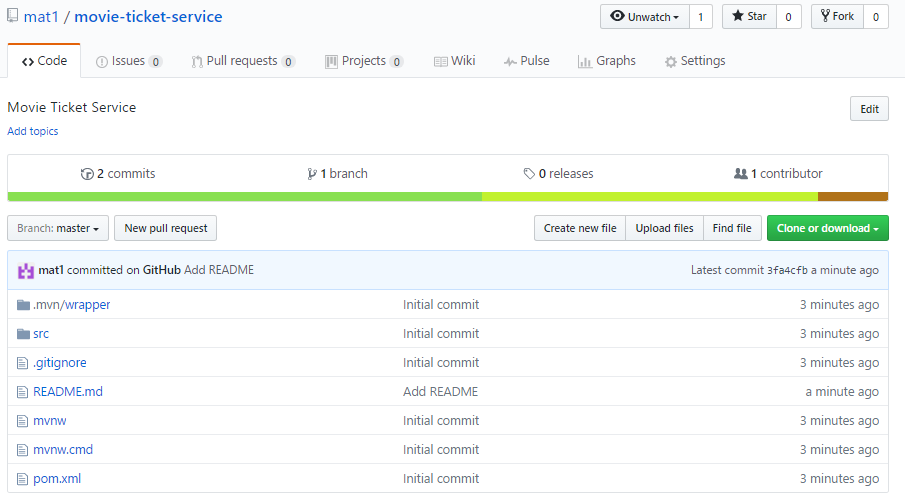 mat1 / movie-ticket-service Unwatch 1 Star 0 Fork 0
Code Issues 0 Pull requests 0 Projects 0 Wiki Pulse Graphs Settings
Movie Ticket Service Edit
Add topics
2 commits 1 branch 0 releases 1 contributor
Branch: master New pull request Create new file Upload files Find file Clone or download
mat1 committed on GitHub Add README Latest commit 3fa4cfb a minute ago
.mvn/wrapper Initial commit 3 minutes ago
src Initial commit 3 minutes ago
.gitignore Initial commit 3 minutes ago
README.md Add README a minute ago
mvnw Initial commit 3 minutes ago
mvnw.cmd Initial commit 3 minutes ago
pom.xml Initial commit 3 minutes ago